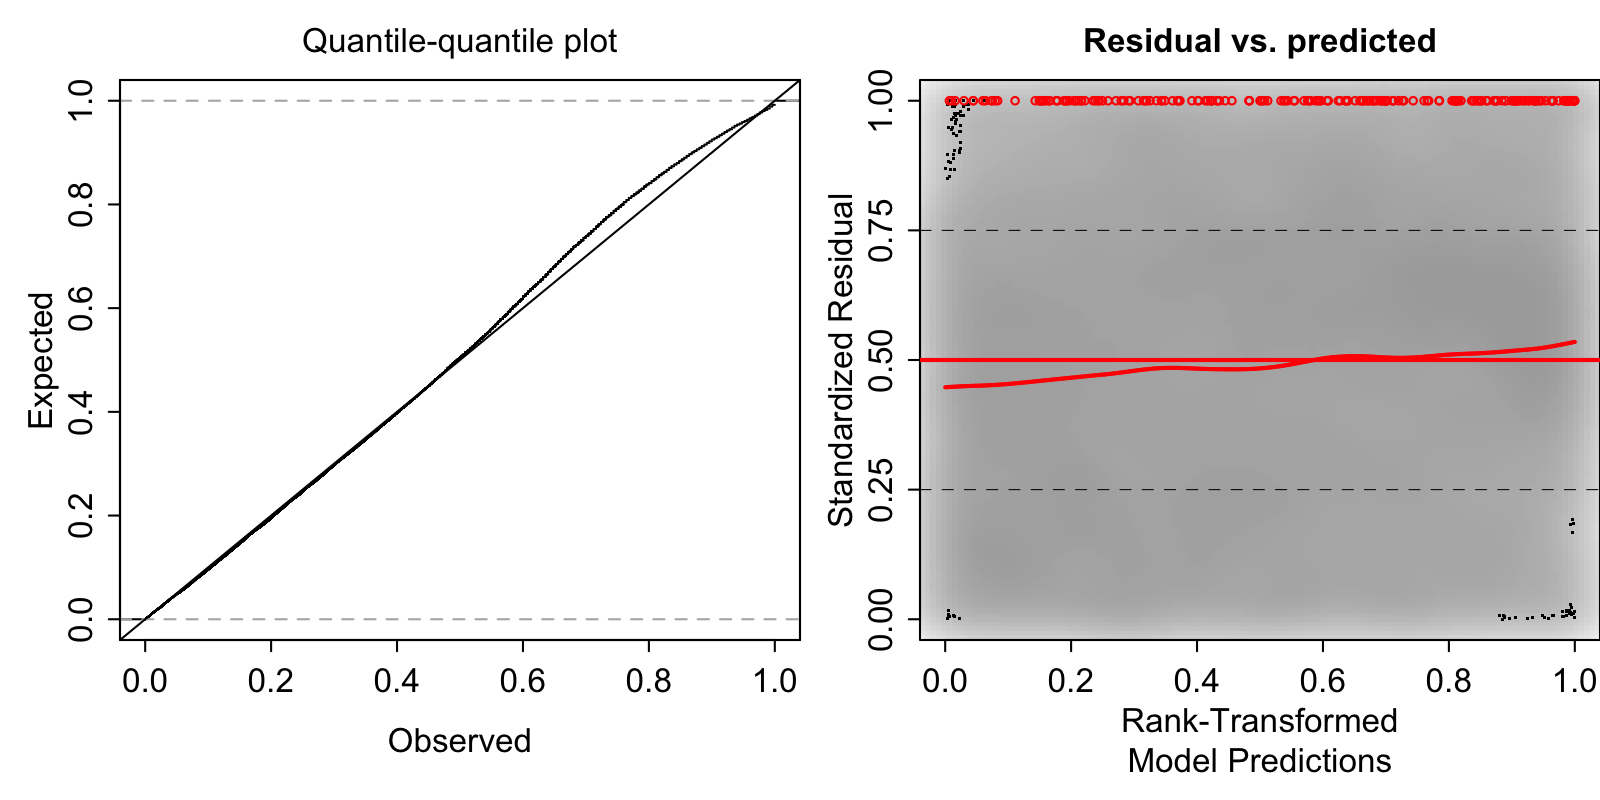 Quantile-quantile plot
Expected
0.0 0.2 0.4 0.6 0.8 1.0
0.0 0.2 0.4 0.6 0.8 1.0
Observed
Residual vs. predicted
Standardized Residual
0.00 0.25 0.50 0.75 1.00
0.0 0.2 0.4 0.6 0.8 1.0
Rank-Transformed
Model Predictions